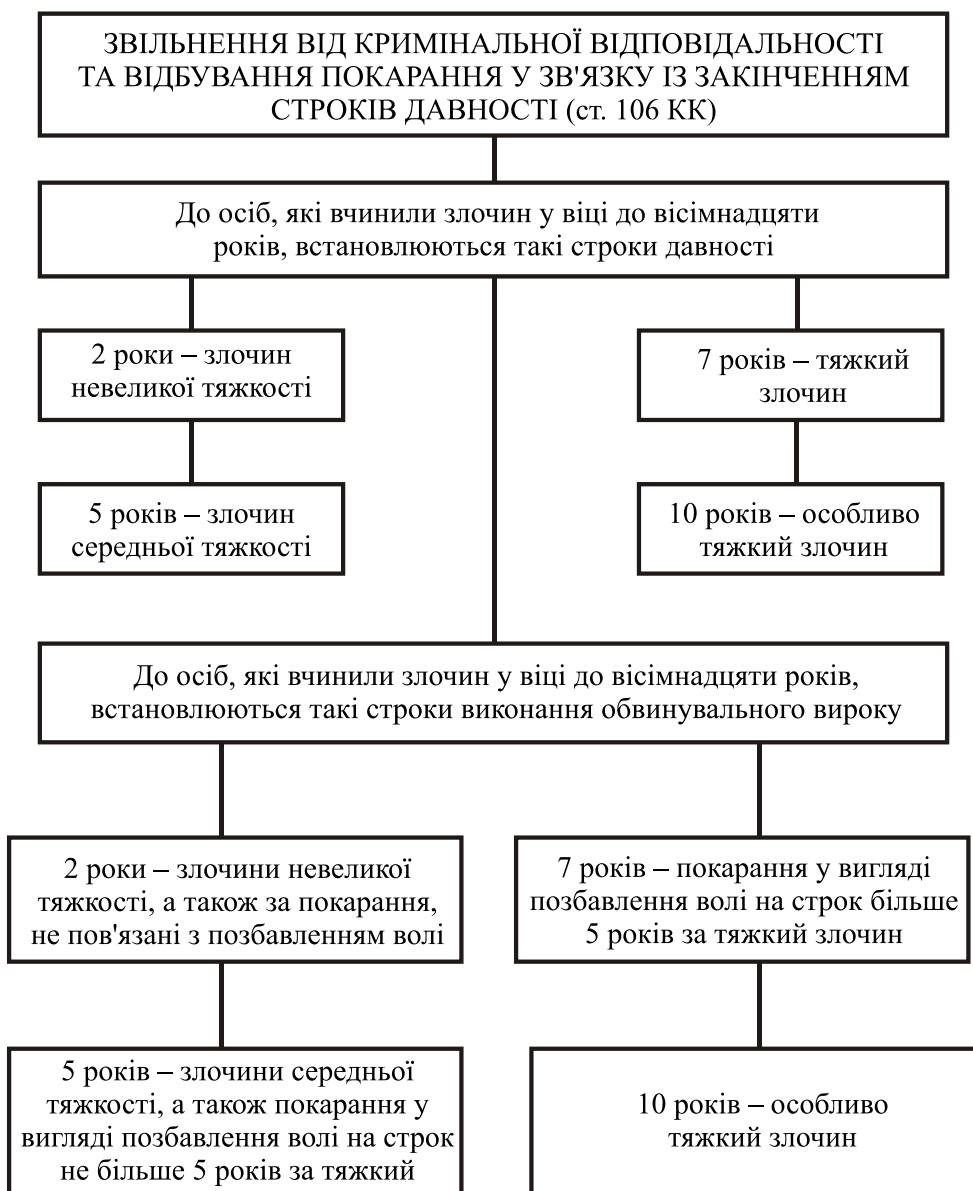 ЗВІЛЬНЕННЯ ВІД КРИМІНАЛЬНОЇ ВІДПОВІДАЛЬНОСТІ
ТА ВІДБУВАННЯ ПОКАРАННЯ У ЗВ'ЯЗКУ ІЗ ЗАКІНЧЕННЯМ
СТРОКІВ ДАВНОСТІ (ст. 106 КК)
До осіб, які вчинили злочин у віці до вісімнадцяти
років, встановлюються такі строки давності
2 роки – злочин
невеликої тяжкості
7 років – тяжкий
злочин
5 років – злочин
середньої тяжкості
10 років – особливо
тяжкий злочин
До осіб, які вчинили злочин у віці до вісімнадцяти років,
встановлюються такі строки виконання обвинувального вироку
2 роки – злочини невеликої
тяжкості, а також за покарання,
не пов'язані з позбавленням волі
7 років – покарання у вигляді
позбавлення волі на строк більше
5 років за тяжкий злочин
5 років – злочини середньої
тяжкості, а також покарання у
вигляді позбавлення волі на строк
не більше 5 років за тяжкий
10 років – особливо
тяжкий злочин